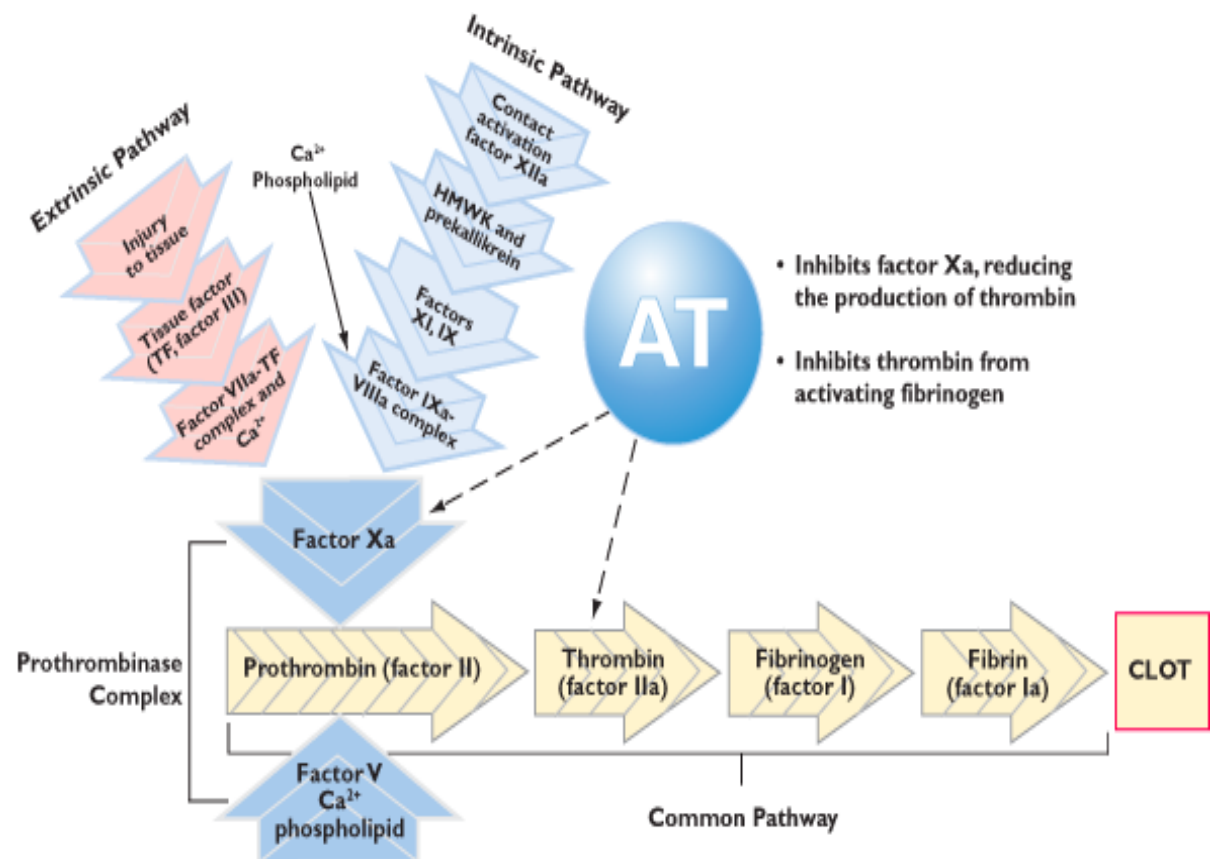 Extrinsic Pathway
Injury
to tissue
Tissue factor
(TF, factor III)
Factor VIIa-TF
complex and
Ca²⁺
Ca²⁺
Phospholipid
Intrinsic Pathway
Contact
activation
factor XIIa
HMWK and
prekallikrein
Factors
XI, IX
Factor IXa-
VIIIa complex
AT
• Inhibits factor Xa, reducing
the production of thrombin
• Inhibits thrombin from
activating fibrinogen
Factor Xa
Prothrombinase
Complex
Prothrombin (factor II)
Thrombin
(factor IIa)
Fibrinogen
(factor I)
Fibrin
(factor Ia)
CLOT
Factor V
Ca²⁺
phospholipid
Common Pathway